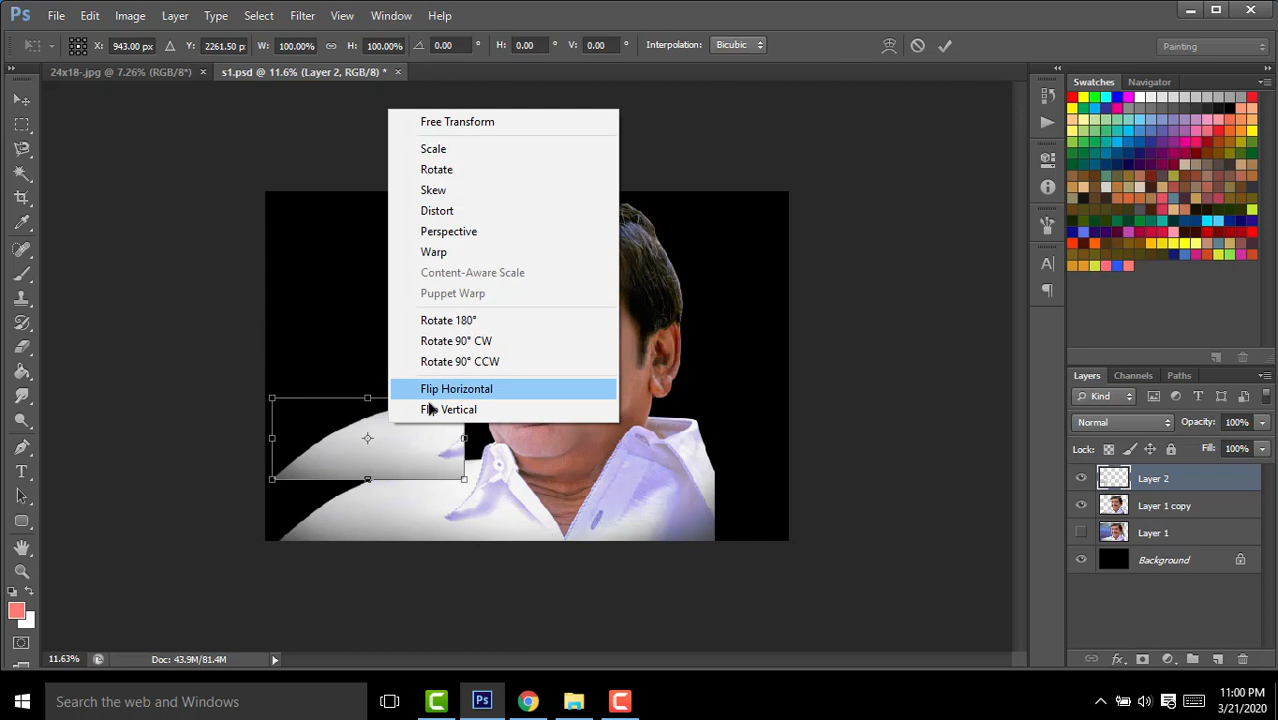 Ps File Edit Image Layer Type Select Filter View Window Help
X: 943.00 px Y: 2261.50 p W: 100.00% H: 100.00% 0.00 ° H: 0.00 ° V: 0.00 ° Interpolation: Bicubic Painting
24x18-.jpg @ 7.26% (RGB/8*) × s1.psd @ 11.6% (Layer 2, RGB/8) * ×
Swatches Navigator
Free Transform
Scale
Rotate
Skew
Distort
Perspective
Warp
Content-Aware Scale
Puppet Warp
Rotate 180°
Rotate 90° CW
Rotate 90° CCW
Flip Horizontal
Flip Vertical
Layers Channels Paths
Kind
Normal Opacity: 100%
Lock: Fill: 100%
Layer 2
Layer 1 copy
Layer 1
Background
11.63% Doc: 43.9M/81.4M
Search the web and Windows
11:00 PM
3/21/2020